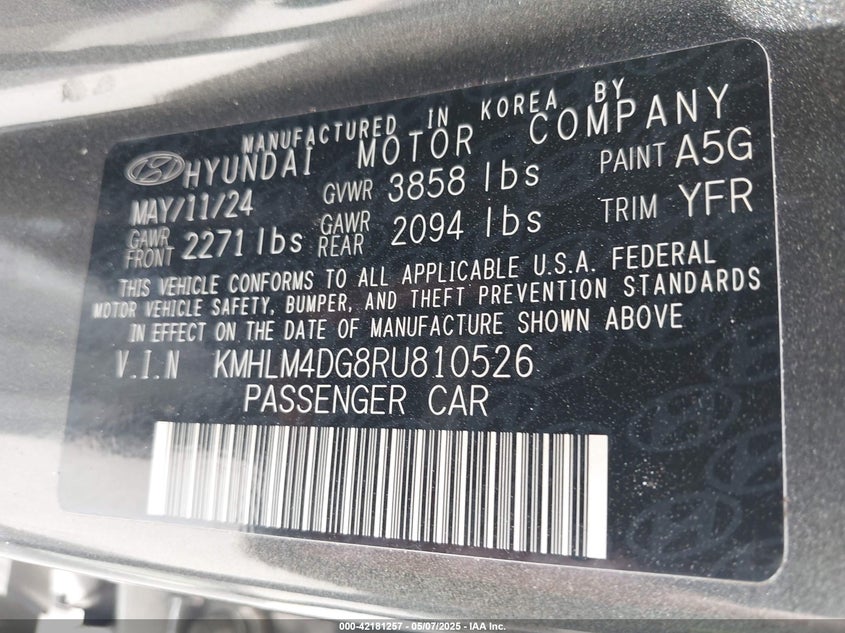 MANUFACTURED IN KOREA BY
HYUNDAI MOTOR COMPANY
MAY/11/24 GVWR 3858 lbs PAINT A5G
GAWR FRONT 2271 lbs GAWR REAR 2094 lbs TRIM YFR
THIS VEHICLE CONFORMS TO ALL APPLICABLE U.S.A. FEDERAL
MOTOR VEHICLE SAFETY, BUMPER, AND THEFT PREVENTION STANDARDS
IN EFFECT ON THE DATE OF MANUFACTURE SHOWN ABOVE
V.I.N KMHLM4DG8RU810526
PASSENGER CAR
000-42181257 - 05/07/2025 - IAA Inc.